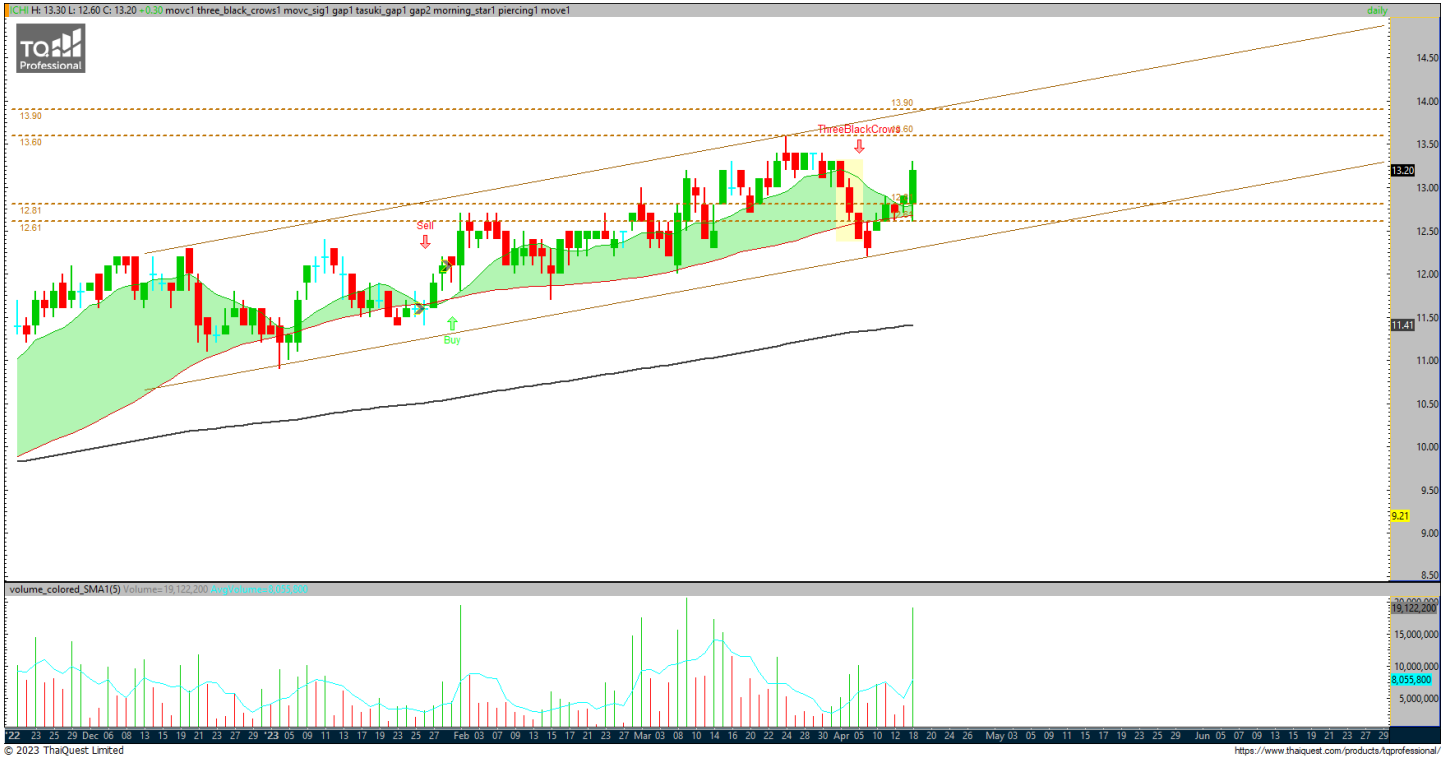 ICHI H: 13.30 L: 12.60 C: 13.20 +0.30 movc1 three_black_crows1 movc_sig1 gap1 tasuki_gap1 gap2 morning_star1 piercing1 move1 daily
TQ
Professional
14.50
13.90 14.00
13.90
ThreeBlackCrows .60
13.60 13.50
13.20
13.00
12.81
12.61
Sell 12.50
12.00
11.50
11.41
Buy
11.00
10.50
10.00
9.50
9.21
9.00
8.50
volume_colored_SMA1(5) Volume=19,122,200 AvgVolume=8,055,800
20,000,000
19,122,200
15,000,000
10,000,000
8,055,800
5,000,000
'22 23 25 29 Dec 06 08 14 16 20 22 27 29 '23 05 09 11 13 17 19 23 25 27 Feb 03 07 09 13 15 17 21 23 27 Mar 03 08 10 14 16 20 22 24 28 30 Apr 05 10 12 18 20 24 26 May 03 05 09 11 15 17 19 23 25 29 Jun 05 07 09 13 15 19 21 23 27 29
© 2023 ThaiQuest Limited https://www.thaiquest.com/products/tqprofessional/